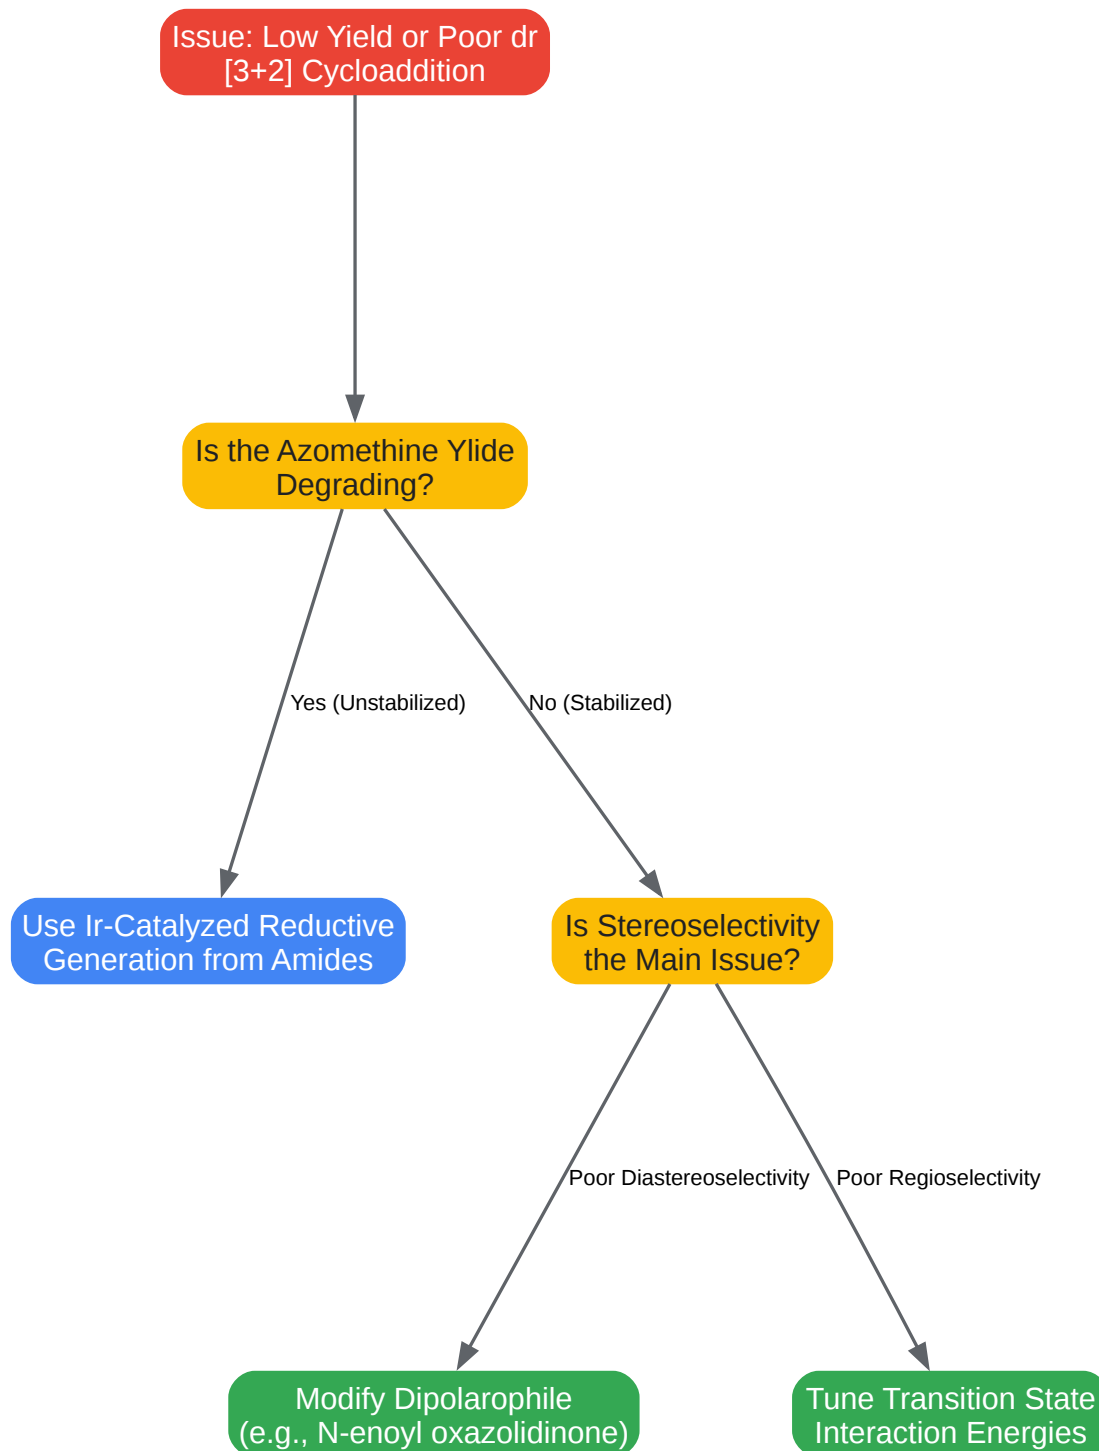 Issue: Low Yield or Poor dr
[3+2] Cycloaddition
Is the Azomethine Ylide
Degrading?
Yes (Unstabilized)
No (Stabilized)
Use Ir-Catalyzed Reductive
Generation from Amides
Is Stereoselectivity
the Main Issue?
Poor Diastereoselectivity
Poor Regioselectivity
Modify Dipolarophile
(e.g., N-enoyl oxazolidinone)
Tune Transition State
Interaction Energies